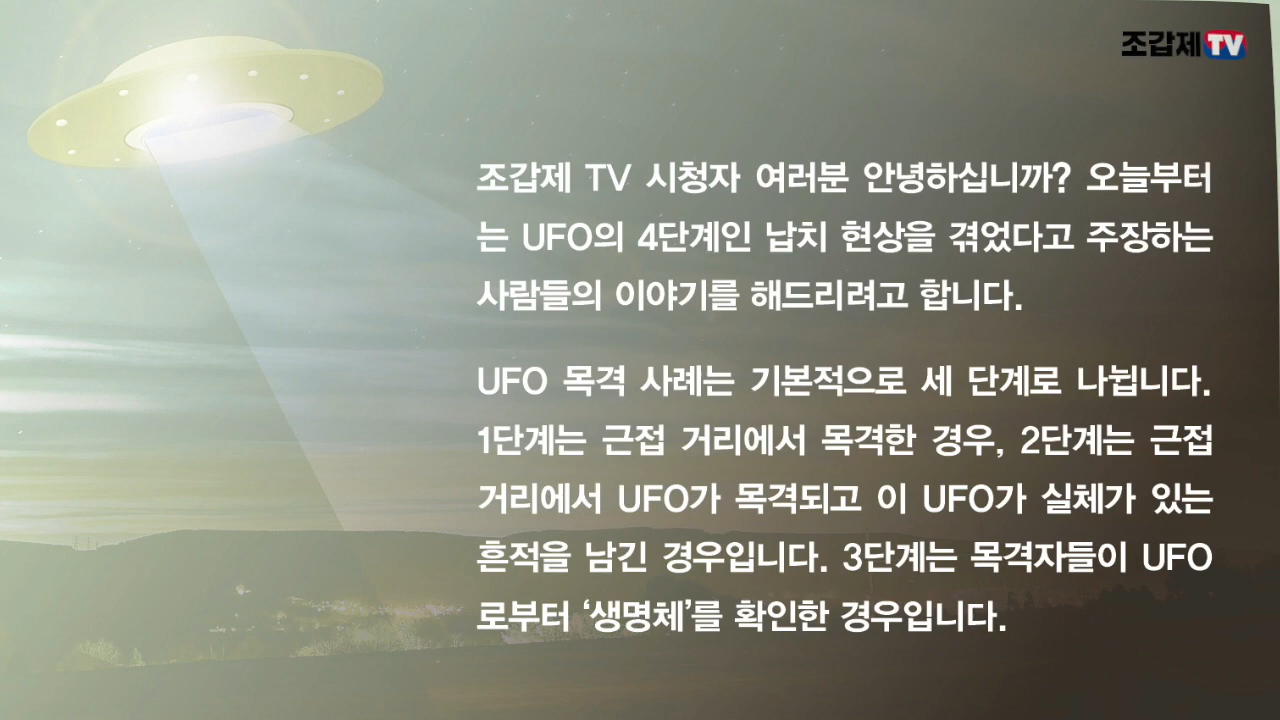 조갑제TV
조갑제 TV 시청자 여러분 안녕하십니까? 오늘부터
는 UFO의 4단계인 납치 현상을 겪었다고 주장하는
사람들의 이야기를 해드리려고 합니다.
UFO 목격 사례는 기본적으로 세 단계로 나뉩니다.
1단계는 근접 거리에서 목격한 경우, 2단계는 근접
거리에서 UFO가 목격되고 이 UFO가 실체가 있는
흔적을 남긴 경우입니다. 3단계는 목격자들이 UFO
로부터 ‘생명체’를 확인한 경우입니다.